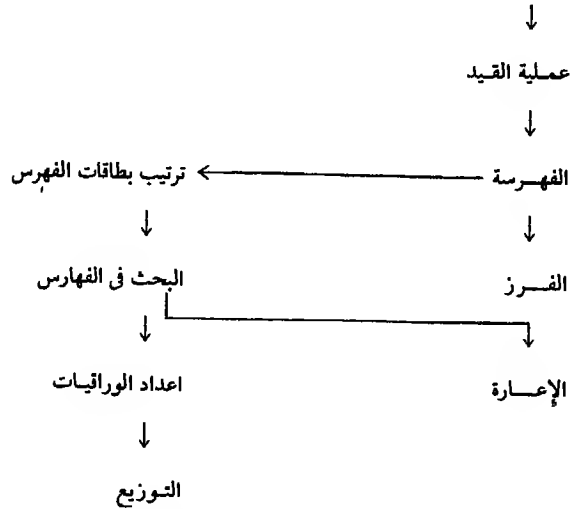 عملية القيد
الفهرسة
ترتيب بطاقات الفهرس
الفرز
البحث فى الفهارس
الإعارة
اعداد الوراقيات
التوزيع